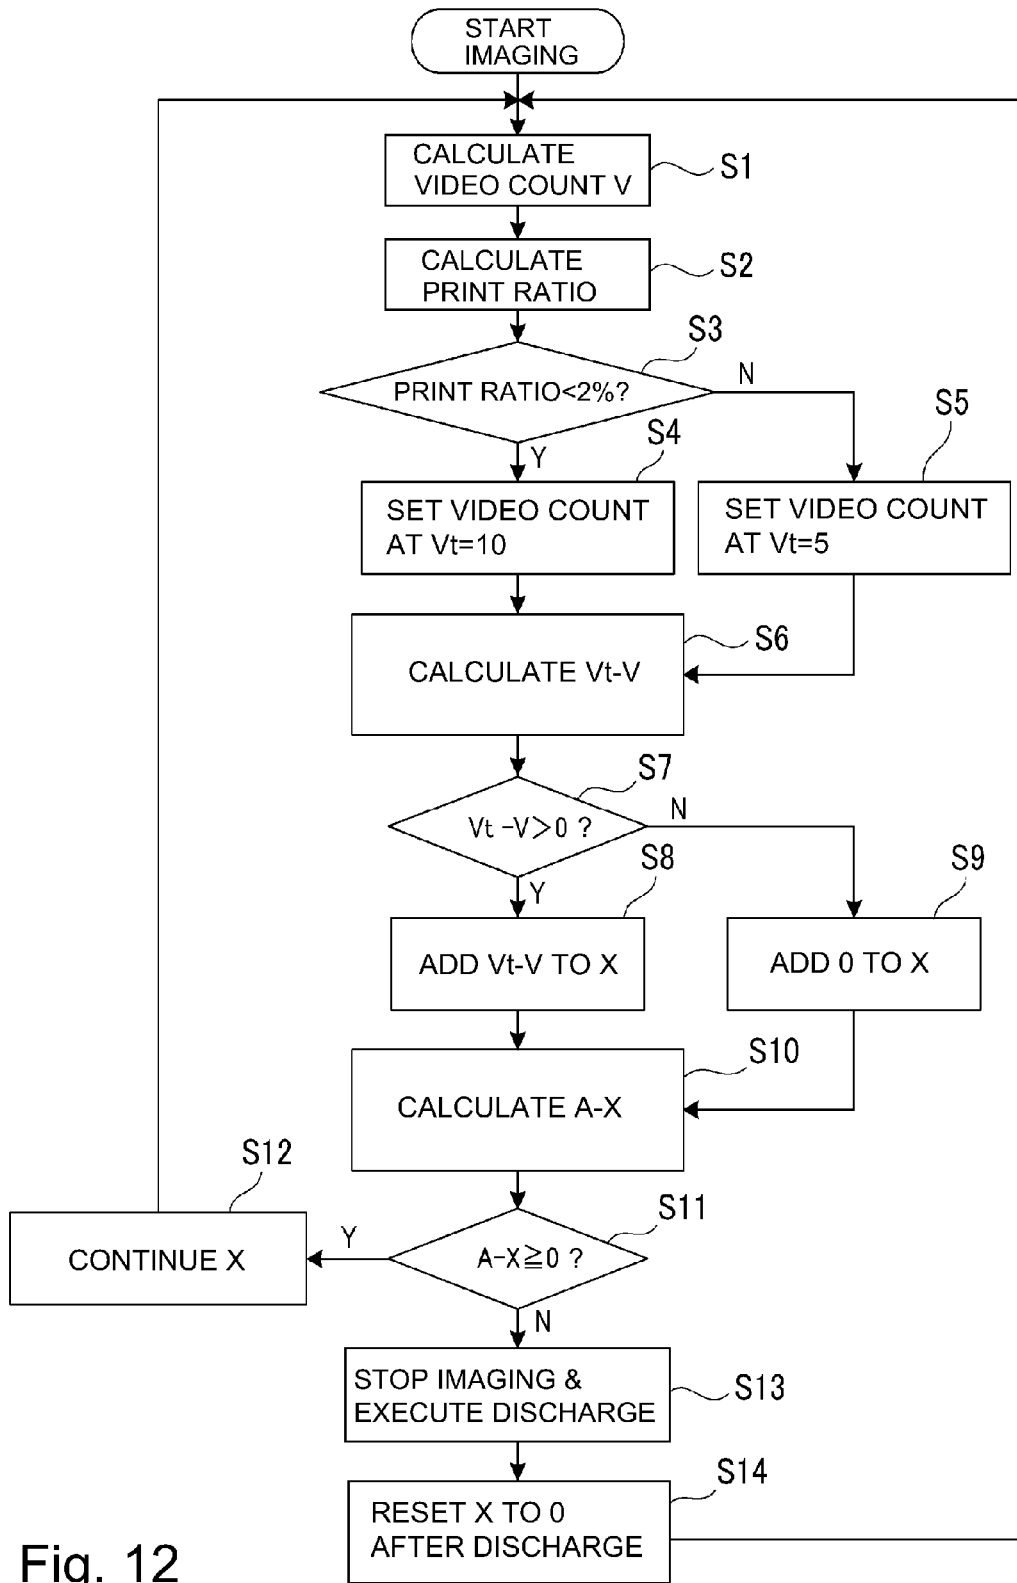 START
IMAGING
CALCULATE
VIDEO COUNT V
S1
CALCULATE
PRINT RATIO
S2
S3
PRINT RATIO<2%?
N
Y
S4
S5
SET VIDEO COUNT
AT Vt=10
SET VIDEO COUNT
AT Vt=5
S6
CALCULATE Vt-V
S7
Vt -V>0 ?
N
Y
S8
S9
ADD Vt-V TO X
ADD 0 TO X
S10
CALCULATE A-X
S12
S11
CONTINUE X
Y
A-X≧0 ?
N
STOP IMAGING &
EXECUTE DISCHARGE
S13
S14
RESET X TO 0
AFTER DISCHARGE
Fig. 12